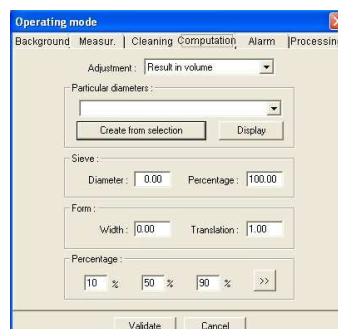 Operating mode
Background Measur. Cleaning Computation Alarm Processing
Adjustment : Result in volume
Particular diameters :
Create from selection Display
Sieve :
Diameter : 0.00 Percentage : 100.00
Form :
Width : 0.00 Translation : 1.00
Percentage :
10 % 50 % 90 % >>
Validate Cancel